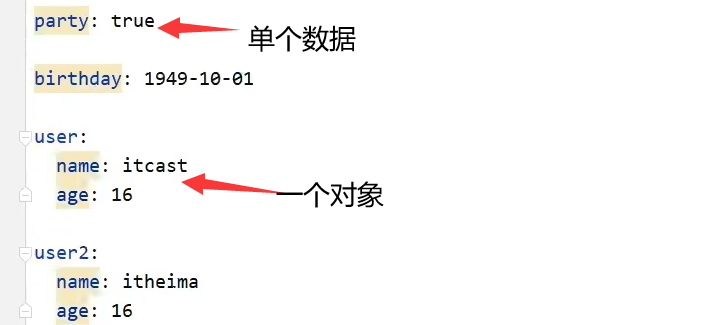 party: true
单个数据
birthday: 1949-10-01
user:
name: itcast
age: 16
一个对象
user2:
name: itheima
age: 16